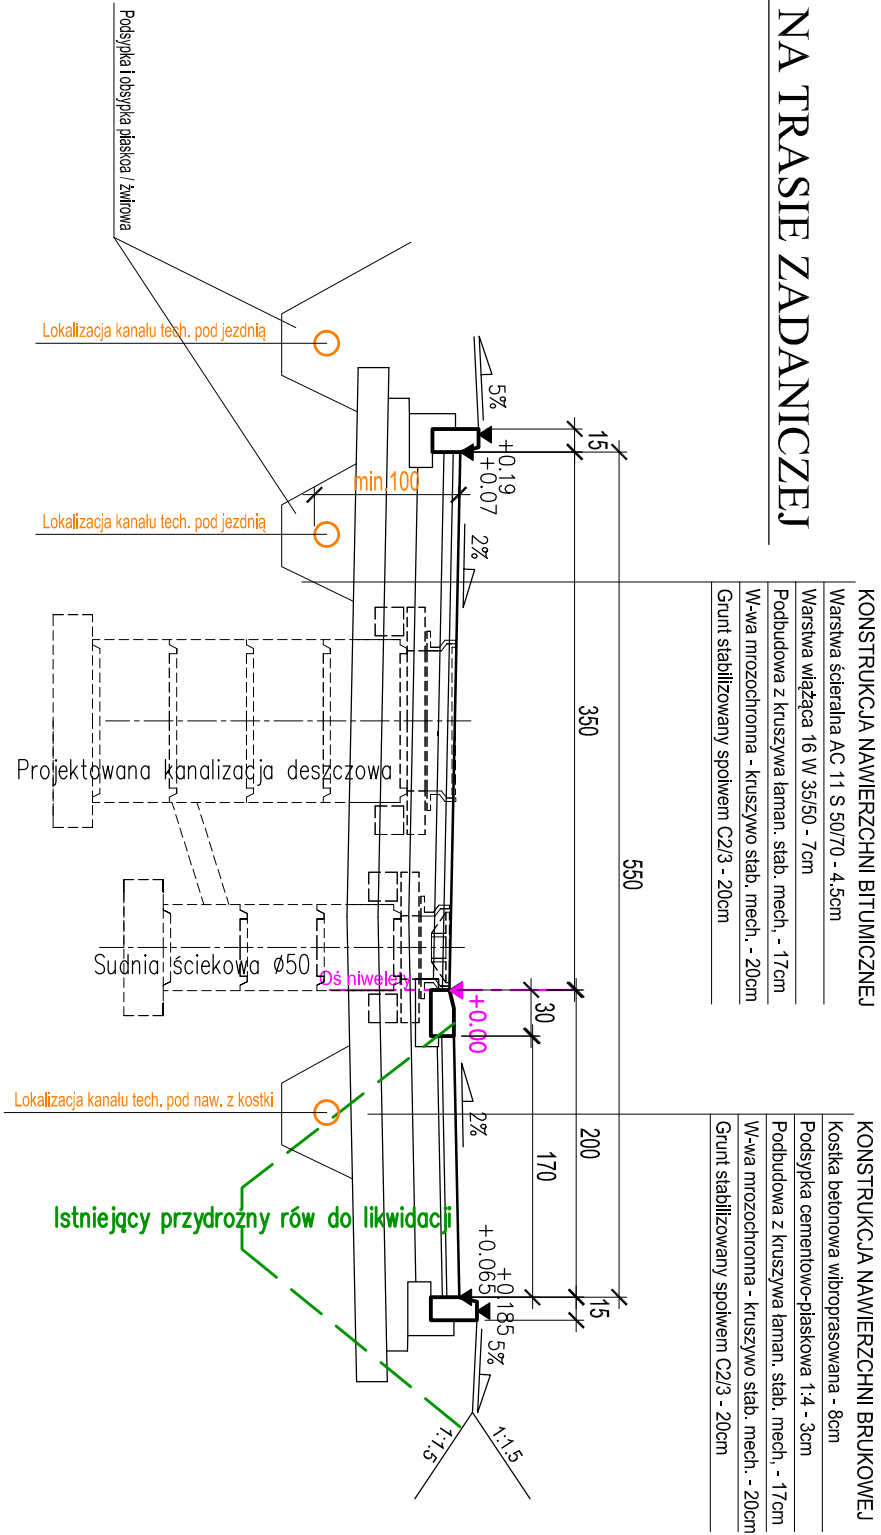 NA TRASIE ZADANICZEJ
KONSTRUKCJA NAWIERZCHNI BITUMICZNEJ
Warstwa ścieralna AC 11 S 50/70 - 4.5cm
Warstwa wiążąca 16 W 35/50 - 7cm
Podbudowa z kruszywa łaman. stab. mech, - 17cm
W-wa mrozochronna - kruszywo stab. mech. - 20cm
Grunt stabilizowany spoiwem C2/3 - 20cm
KONSTRUKCJA NAWIERZCHNI BRUKOWEJ
Kostka betonowa wibroprasowana - 8cm
Podsypka cementowo-piaskowa 1:4 - 3cm
Podbudowa z kruszywa łaman. stab. mech, - 17cm
W-wa mrozochronna - kruszywo stab. mech. - 20cm
Grunt stabilizowany spoiwem C2/3 - 20cm
550
15
350
200
15
30
170
5%
+0.19
+0.07
2%
+0.00
2%
+0.185
+0.065
5%
1:1.5
1:1.5
min.100
Podsypka i obsypka piaskoa / żwirowa
Lokalizacja kanału tech. pod jezdnią
Lokalizacja kanału tech. pod jezdnią
Projektowana kanalizacja deszczowa
Sudnia ściekowa Ø50
Oś niwelety
Lokalizacja kanału tech. pod naw. z kostki
Istniejący przydrożny rów do likwidacji